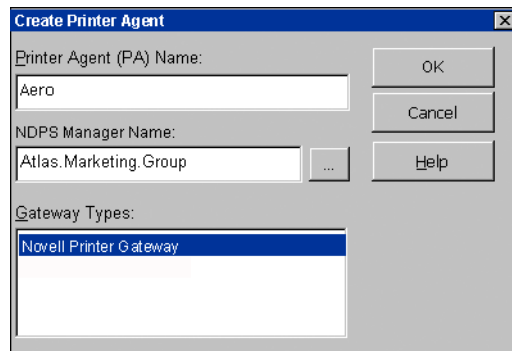 Create Printer Agent
Printer Agent (PA) Name:
Aero
NDPS Manager Name:
Atlas.Marketing.Group
...
Gateway Types:
Novell Printer Gateway
OK
Cancel
Help